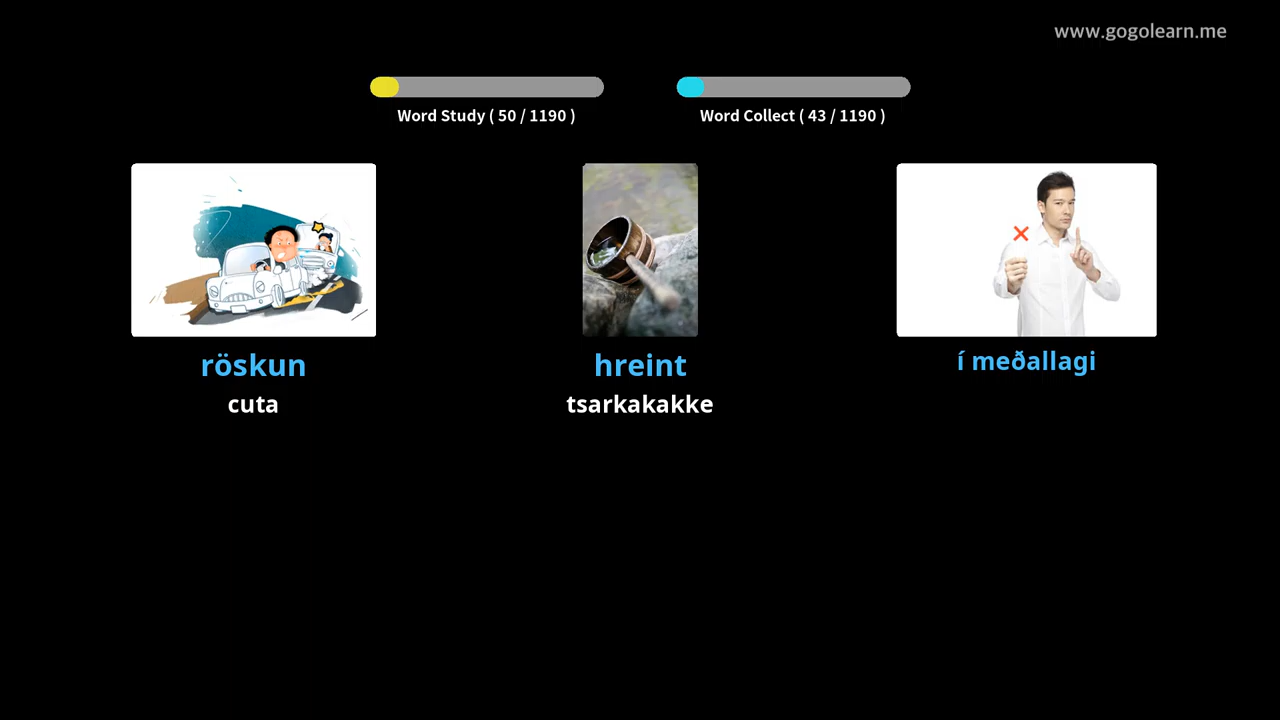 www.gogolearn.me
Word Study ( 50 / 1190 )
Word Collect ( 43 / 1190 )
röskun
hreint
í meðallagi
cuta
tsarkakakke